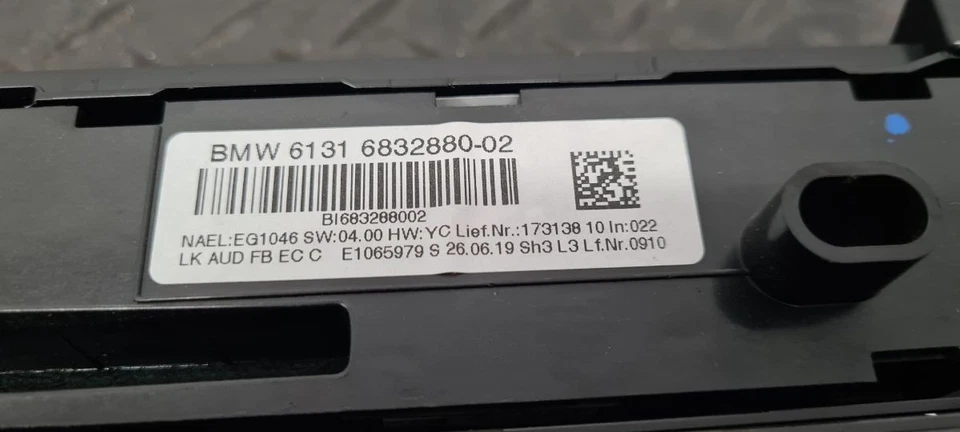 BMW 6131 6832880-02
BI683288002
NAEL:EG1046 SW:04.00 HW:YC Lief.Nr.:173138 10 In:022
LK AUD FB EC C E1065979 S 26.06.19 Sh3 L3 Lf.Nr.0910